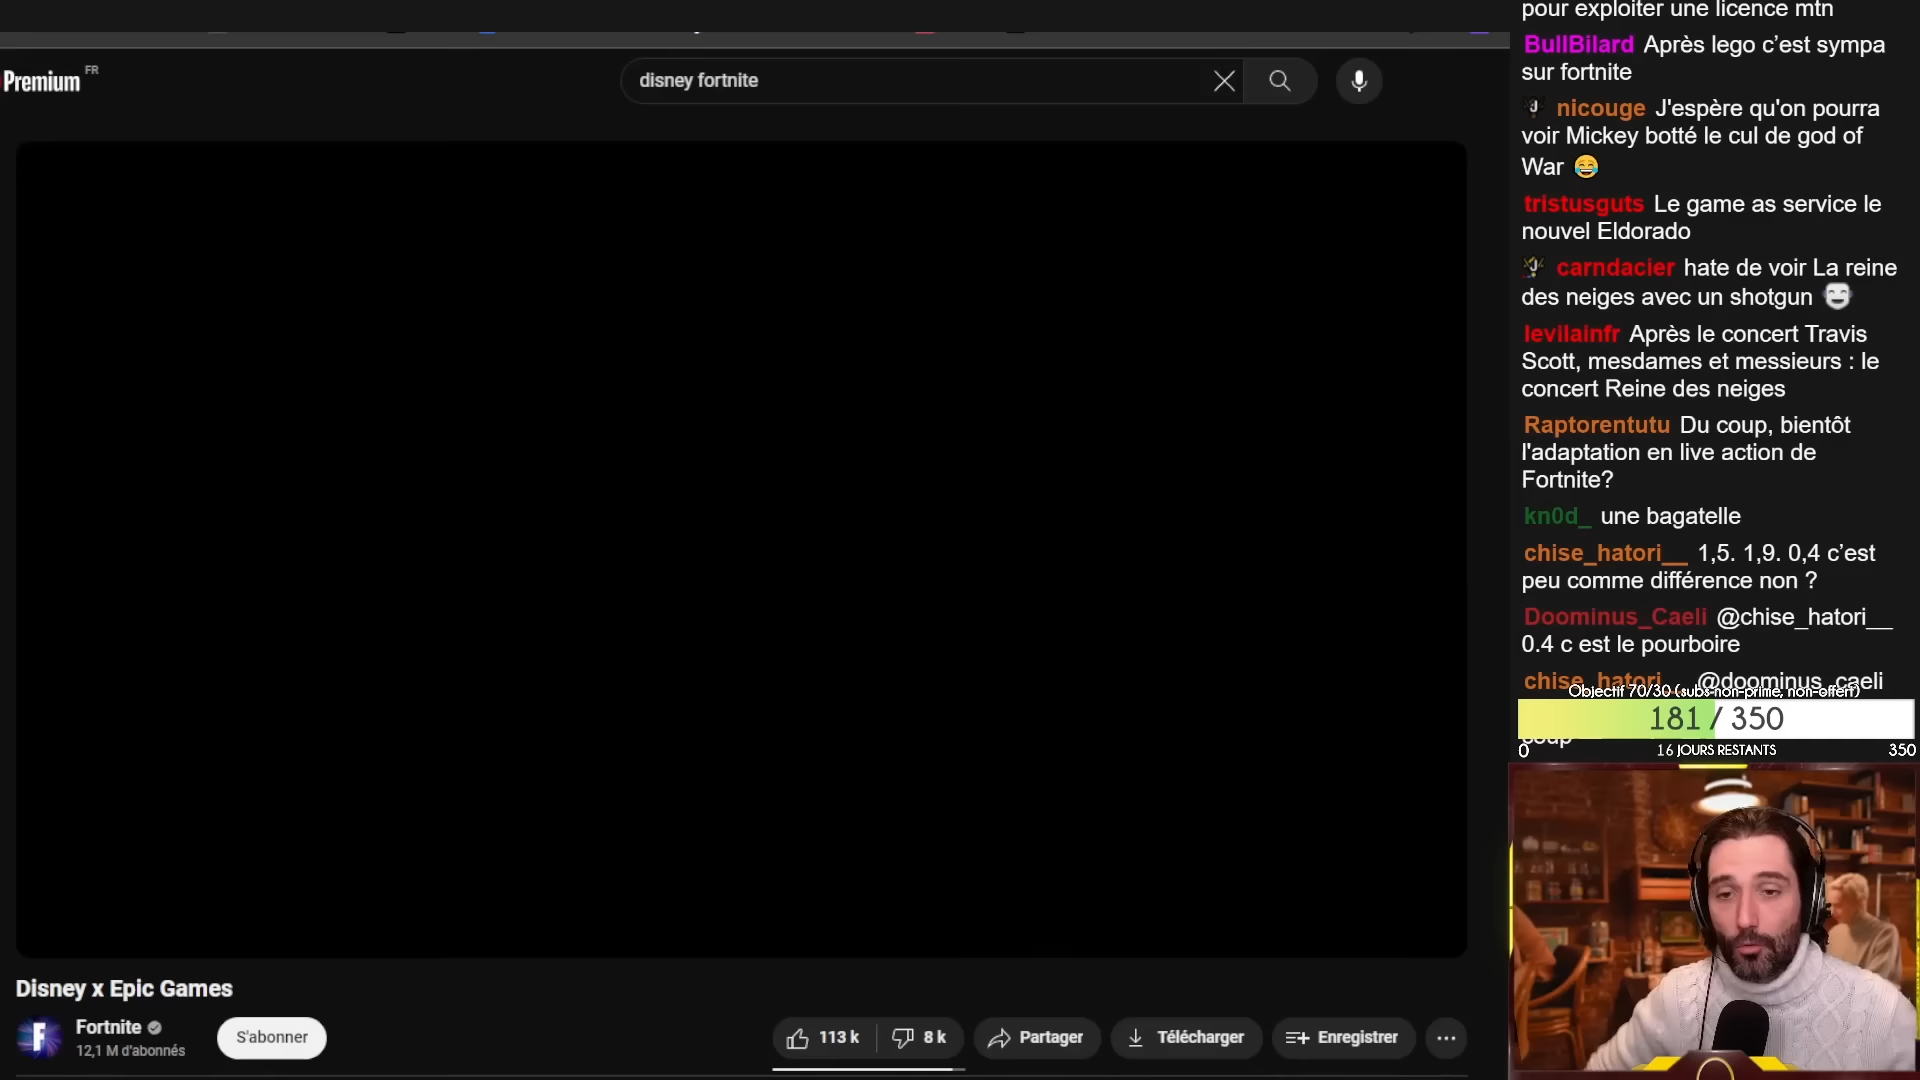 Premium FR
disney fortnite
Disney x Epic Games
Fortnite
12,1 M d'abonnés
S'abonner
113 k
8 k
Partager
Télécharger
Enregistrer
pour exploiter une licence mtn
BullBilard Après lego c’est sympa
sur fortnite
nicouge J'espère qu'on pourra
voir Mickey botté le cul de god of
War 😂
tristusguts Le game as service le
nouvel Eldorado
carndacier hate de voir La reine
des neiges avec un shotgun
levilainfr Après le concert Travis
Scott, mesdames et messieurs : le
concert Reine des neiges
Raptorentutu Du coup, bientôt
l'adaptation en live action de
Fortnite?
kn0d_ une bagatelle
chise_hatori__ 1,5. 1,9. 0,4 c’est
peu comme différence non ?
Doominus_Caeli @chise_hatori__
0.4 c est le pourboire
chise_hatori__ @doominus_caeli
Objectif 70/30 (subs non-prime, non-offert)
181 / 350
coup
0 16 JOURS RESTANTS 350